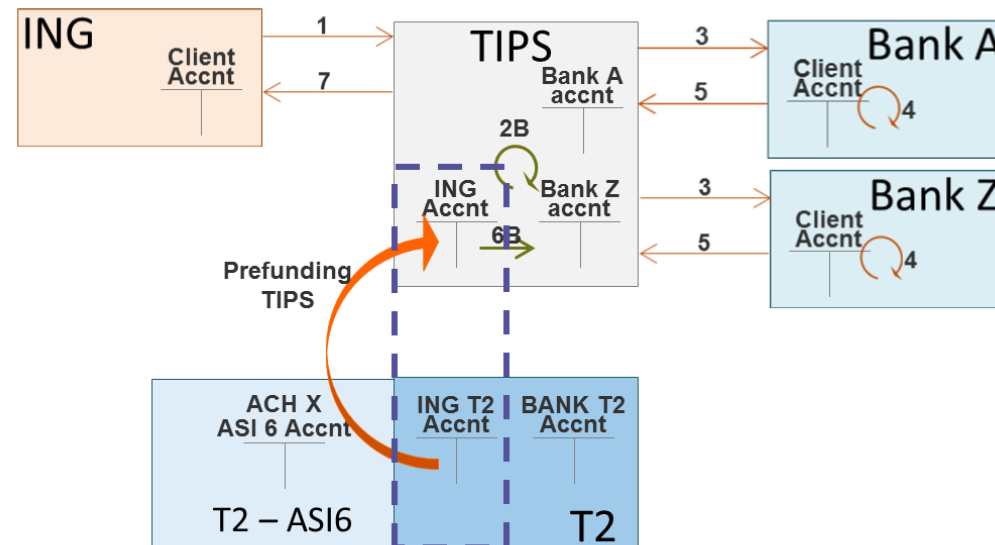 ING
Client
Accnt
1
7
TIPS
Bank A
accnt
2B
ING
Accnt
Bank Z
accnt
6B
3
5
Bank A
Client
Accnt
4
3
5
Bank Z
Client
Accnt
4
Prefunding
TIPS
ACH X
ASI 6 Accnt
T2 – ASI6
ING T2
Accnt
BANK T2
Accnt
T2